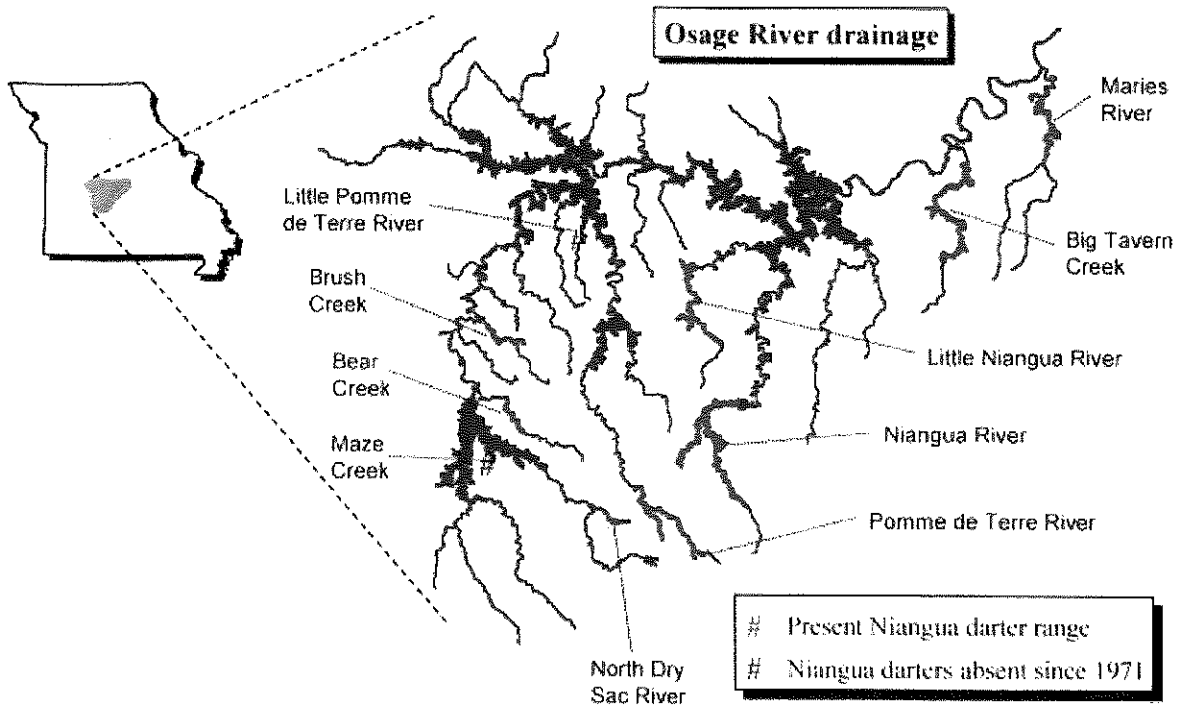 Osage River drainage
Maries
River
Little Pomme
de Terre River
Big Tavern
Creek
Brush
Creek
Little Niangua River
Bear
Creek
Niangua River
Maze
Creek
#
#
Pomme de Terre River
North Dry
Sac River
# Present Niangua darter range
# Niangua darters absent since 1971